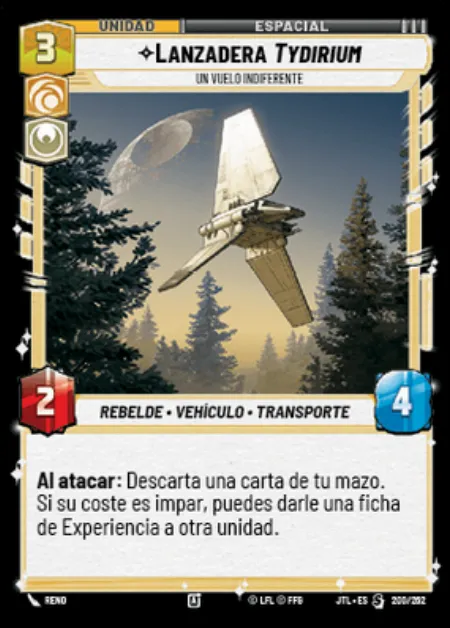 UNIDAD
ESPACIAL
3
LANZADERA TYDIRIUM
UN VUELO INDIFERENTE
2
REBELDE • VEHÍCULO • TRANSPORTE
4
Al atacar: Descarta una carta de tu mazo.
Si su coste es impar, puedes darle una ficha
de Experiencia a otra unidad.
RENO
A
© LFL © FFG
JTL • ES
200/262